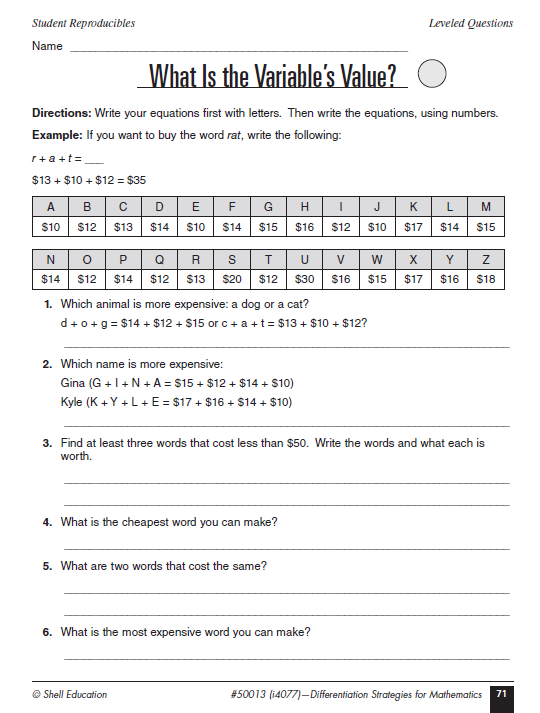 Student Reproducibles Leveled Questions
Name
What Is the Variable's Value?
Directions: Write your equations first with letters. Then write the equations, using numbers.
Example: If you want to buy the word rat, write the following:
r + a + t = ___
$13 + $10 + $12 = $35
A B C D E F G H I J K L M
$10 $12 $13 $14 $10 $14 $15 $16 $12 $10 $17 $14 $15
N O P Q R S T U V W X Y Z
$14 $12 $14 $12 $13 $20 $12 $30 $16 $15 $17 $16 $18
1. Which animal is more expensive: a dog or a cat?
d + o + g = $14 + $12 + $15 or c + a + t = $13 + $10 + $12?
2. Which name is more expensive:
Gina (G + I + N + A = $15 + $12 + $14 + $10)
Kyle (K + Y + L + E = $17 + $16 + $14 + $10)
3. Find at least three words that cost less than $50. Write the words and what each is
worth.
4. What is the cheapest word you can make?
5. What are two words that cost the same?
6. What is the most expensive word you can make?
© Shell Education #50013 (i4077)—Differentiation Strategies for Mathematics 71